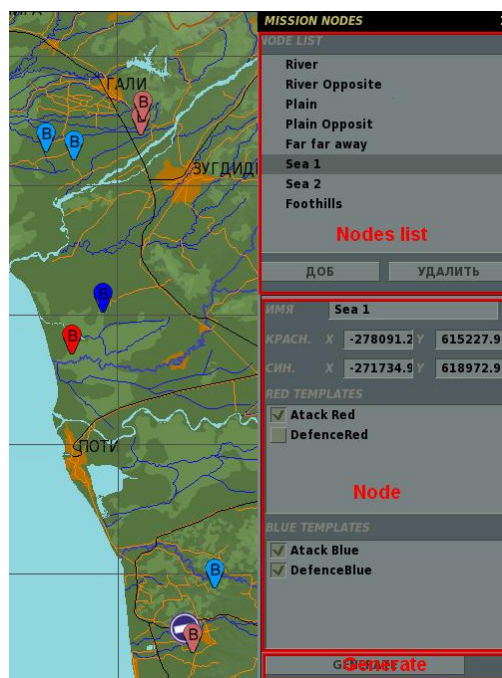 MISSION NODES
NODE LIST
River
River Opposite
Plain
Plain Opposit
Far far away
Sea 1
Sea 2
Foothills
Nodes list
ДОБ УДАЛИТЬ
ИМЯ Sea 1
КРАСН. X -278091.2 Y 615227.9
СИН. X -271734.9 Y 618972.9
RED TEMPLATES
Atack Red
DefenceRed
Node
BLUE TEMPLATES
Atack Blue
DefenceBlue
GENERATE
Generate
ГАЛИ
B
B B
ЗУГДИДИ
B
B
ПОТИ
B
B